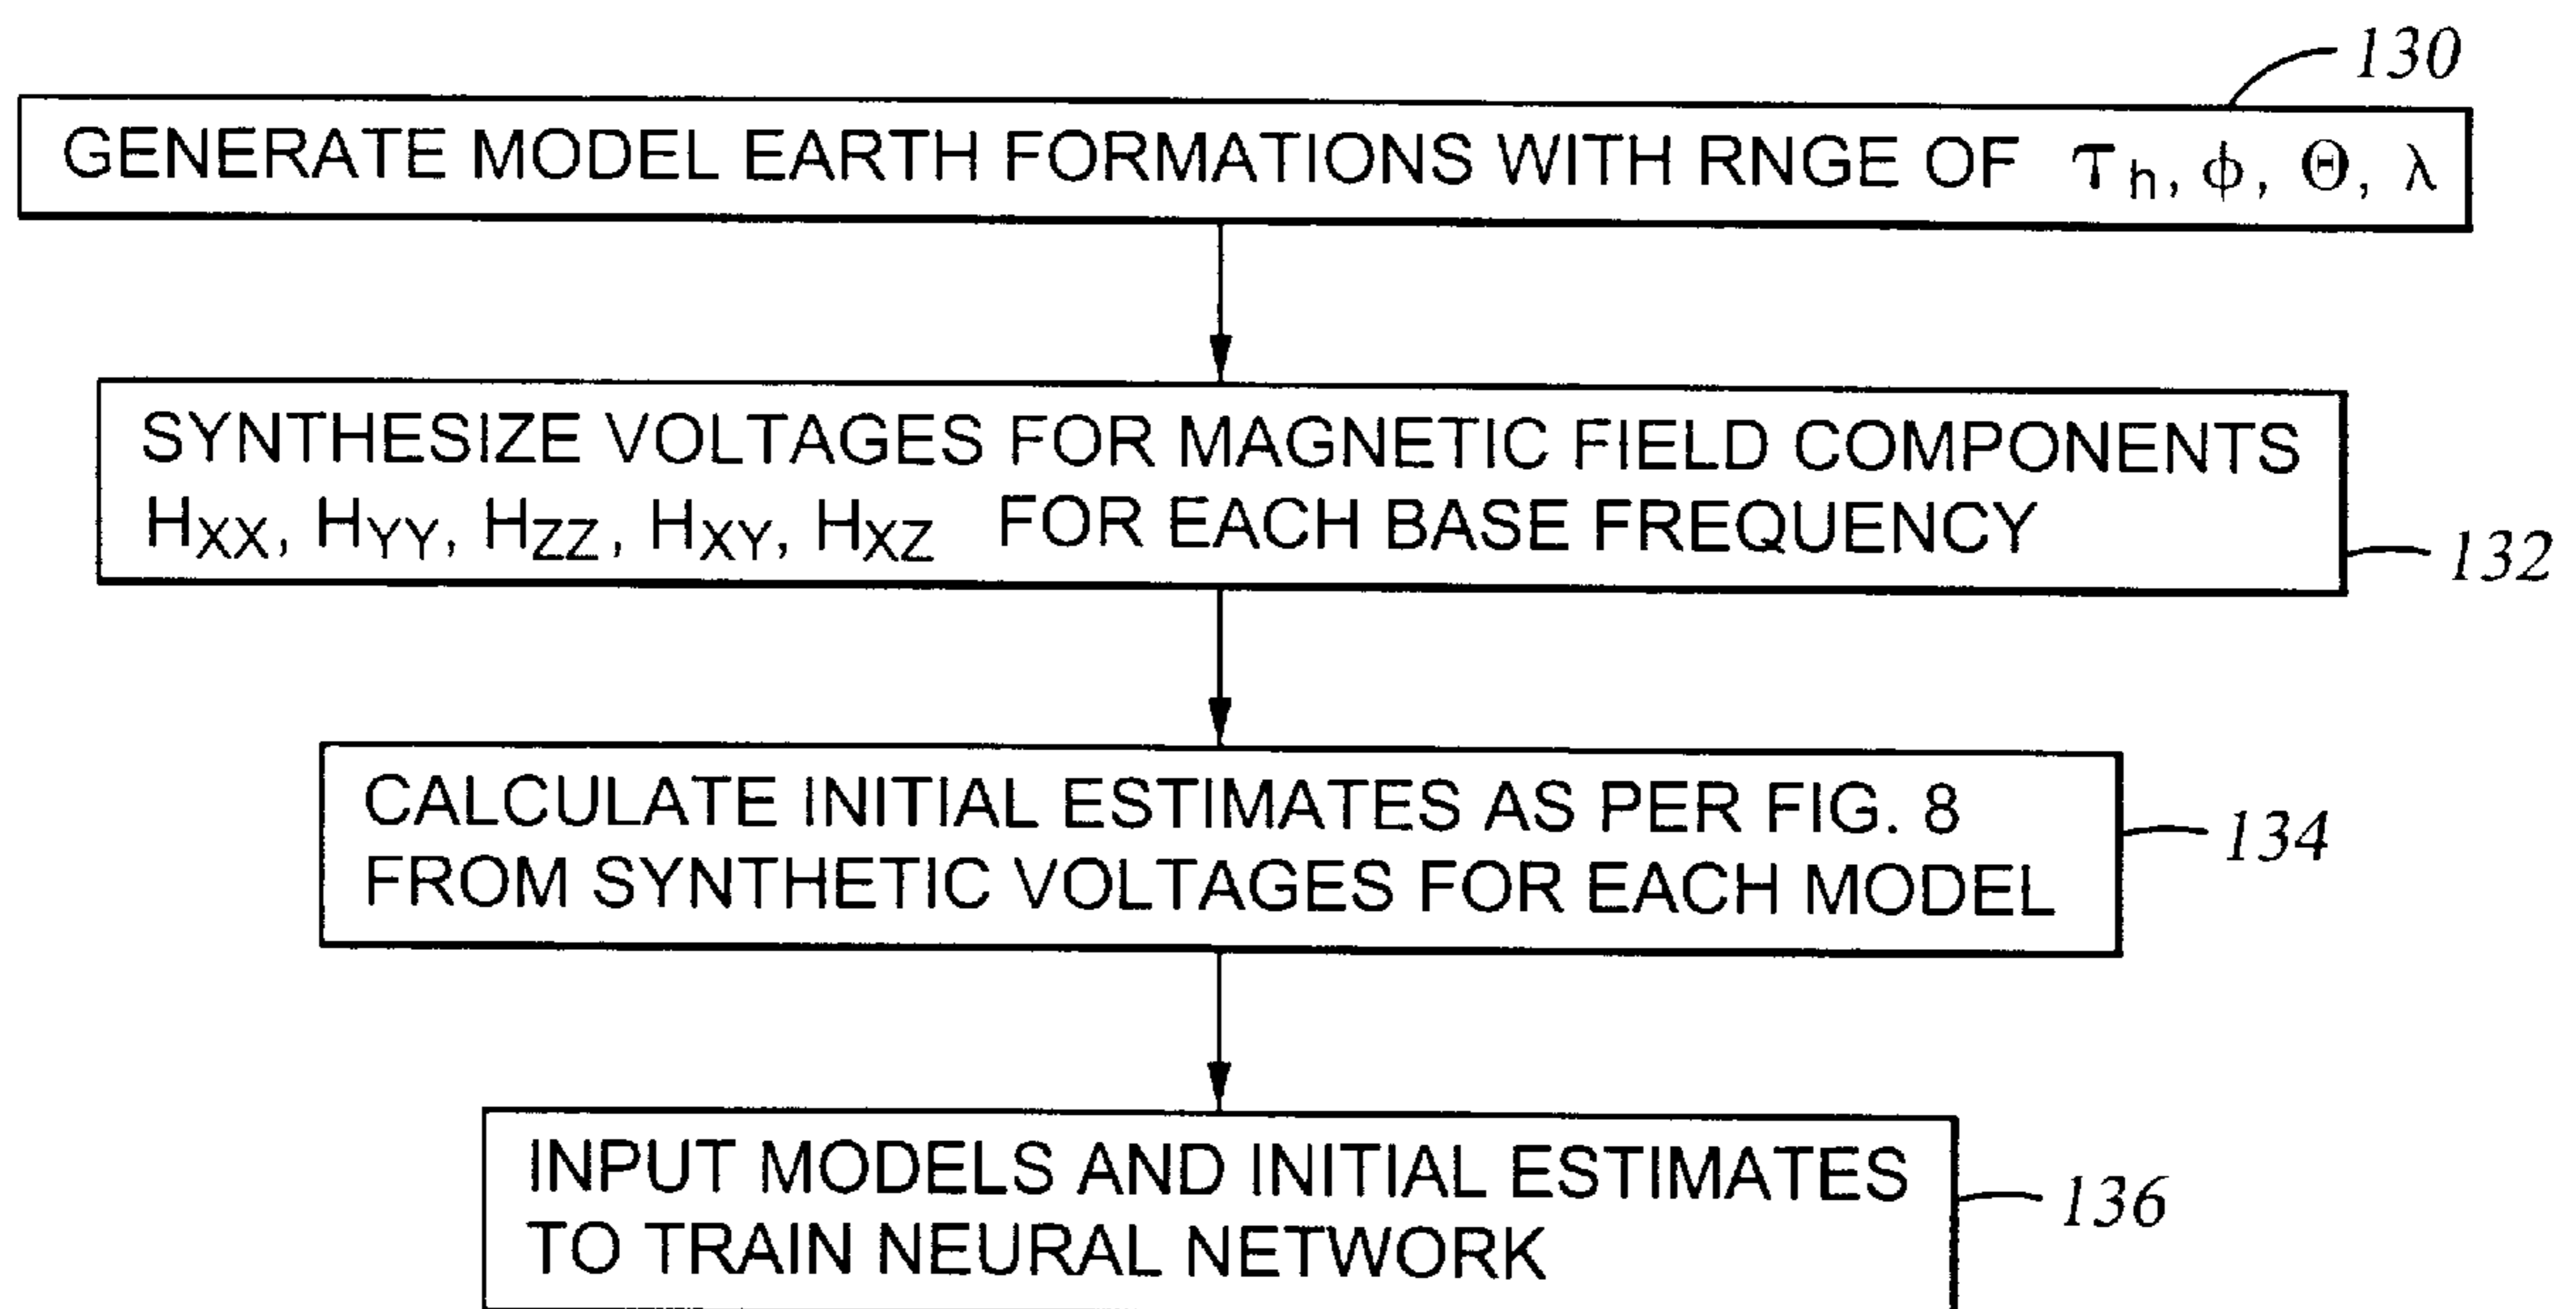 130
GENERATE MODEL EARTH FORMATIONS WITH RNGE OF τh, ϕ, Θ, λ
SYNTHESIZE VOLTAGES FOR MAGNETIC FIELD COMPONENTS
HXX, HYY, HZZ, HXY, HXZ FOR EACH BASE FREQUENCY
132
CALCULATE INITIAL ESTIMATES AS PER FIG. 8
134
FROM SYNTHETIC VOLTAGES FOR EACH MODEL
INPUT MODELS AND INITIAL ESTIMATES
136
TO TRAIN NEURAL NETWORK